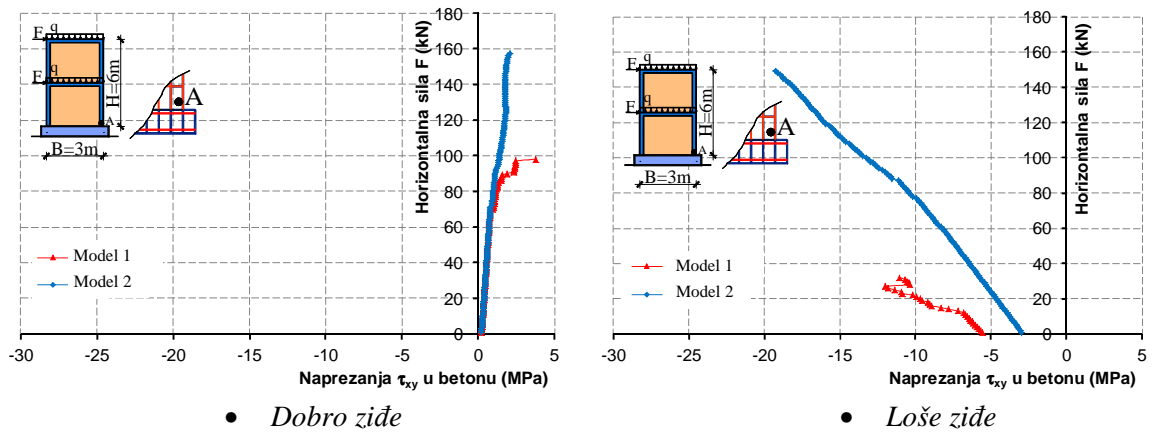 F q
F q
H=6m
A
B=3m
A
Model 1
Model 2
Horizontalna sila F (kN)
180
160
140
120
100
80
60
40
20
0
-30 -25 -20 -15 -10 -5 0 5
Naprezanja τxy u betonu (MPa)
• Dobro ziđe
F q
F q
H=6m
A
B=3m
A
Model 1
Model 2
Horizontalna sila F (kN)
180
160
140
120
100
80
60
40
20
0
-30 -25 -20 -15 -10 -5 0 5
Naprezanja τxy u betonu (MPa)
• Loše ziđe